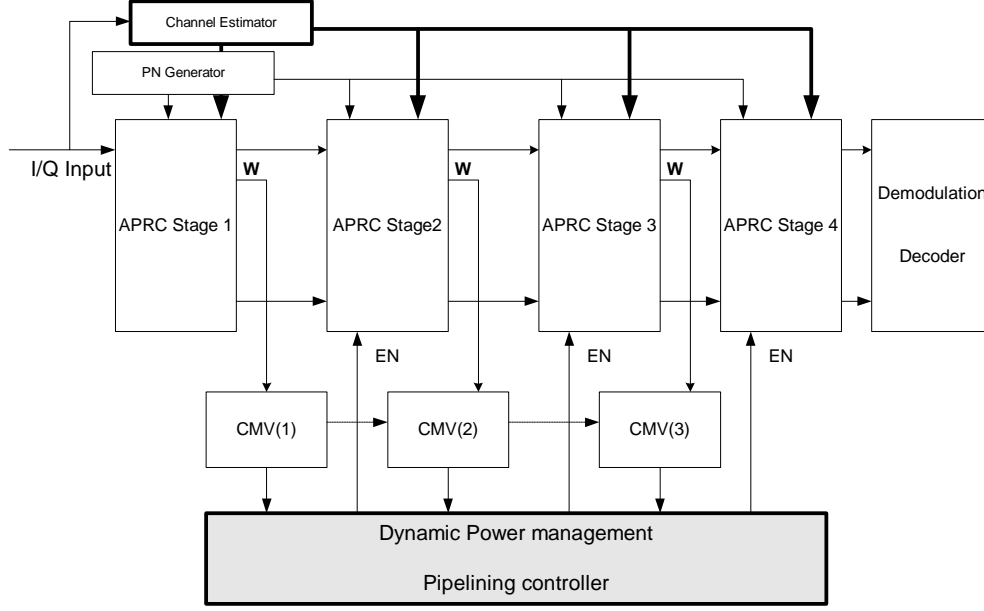 Channel Estimator
PN Generator
I/Q Input
W
W
W
APRC Stage 1
APRC Stage2
APRC Stage 3
APRC Stage 4
Demodulation
Decoder
EN
EN
EN
CMV(1)
CMV(2)
CMV(3)
Dynamic Power management
Pipelining controller